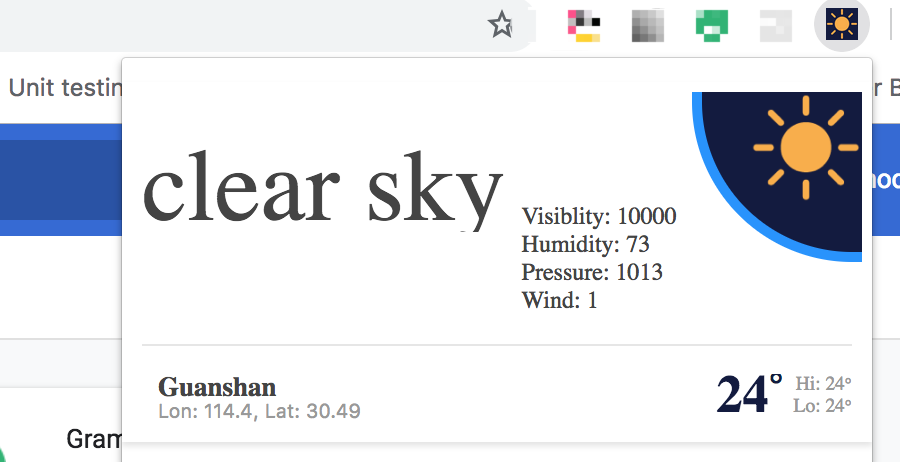 Unit testin
r B
clear sky
Visiblity: 10000
Humidity: 73
Pressure: 1013
Wind: 1
Guanshan
Lon: 114.4, Lat: 30.49
24°
Hi: 24°
Lo: 24°
Gram